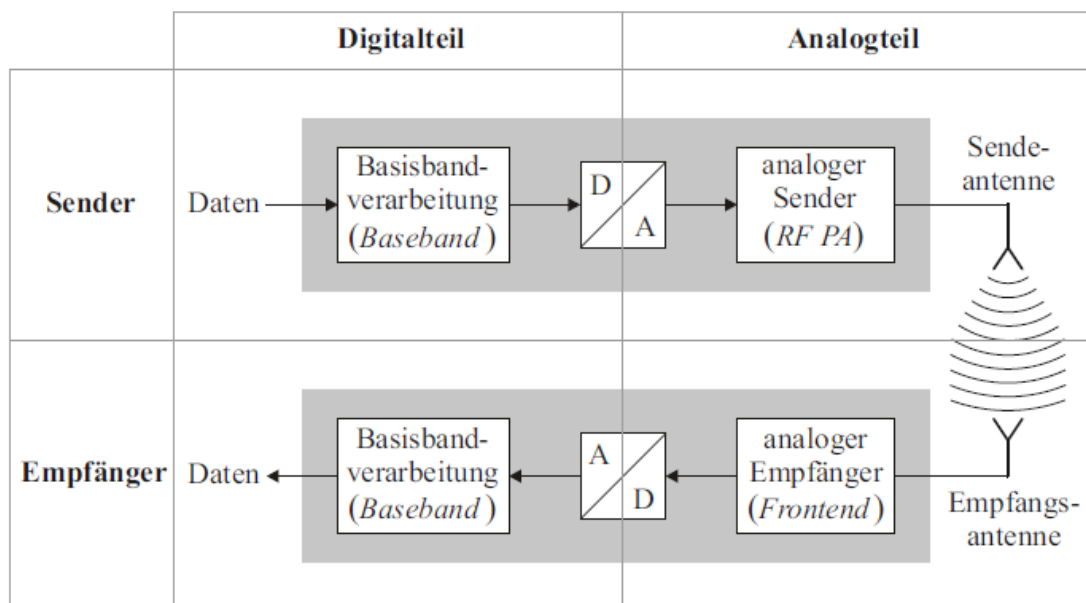 Digitalteil
Analogteil
Sender
Daten
Basisband-
verarbeitung
(Baseband)
D
A
analoger
Sender
(RF PA)
Sende-
antenne
Empfänger
Daten
Basisband-
verarbeitung
(Baseband)
A
D
analoger
Empfänger
(Frontend)
Empfangs-
antenne